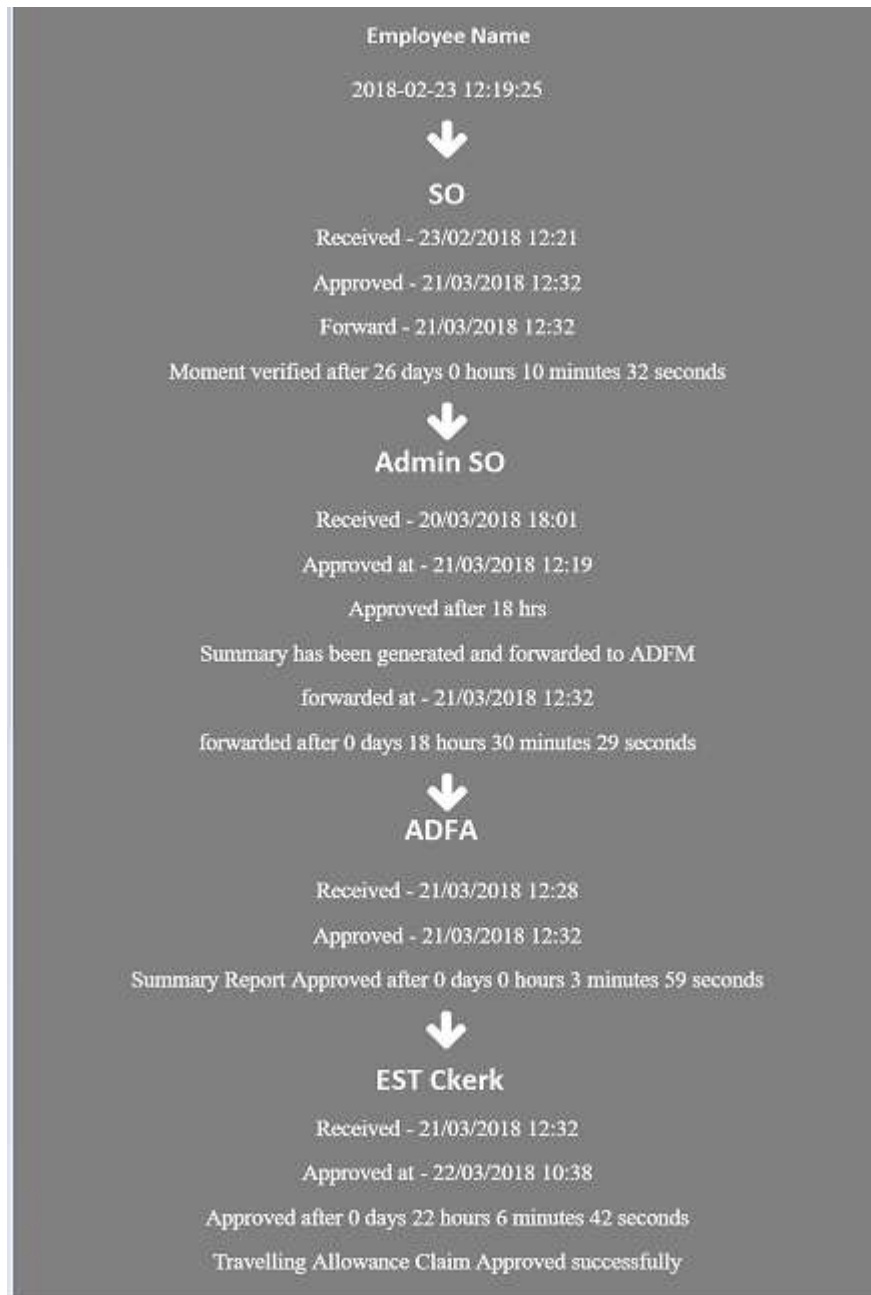 Employee Name
2018-02-23 12:19:25
SO
Received - 23/02/2018 12:21
Approved - 21/03/2018 12:32
Forward - 21/03/2018 12:32
Moment verified after 26 days 0 hours 10 minutes 32 seconds
Admin SO
Received - 20/03/2018 18:01
Approved at - 21/03/2018 12:19
Approved after 18 hrs
Summary has been generated and forwarded to ADFM
forwarded at - 21/03/2018 12:32
forwarded after 0 days 18 hours 30 minutes 29 seconds
ADFA
Received - 21/03/2018 12:28
Approved - 21/03/2018 12:32
Summary Report Approved after 0 days 0 hours 3 minutes 59 seconds
EST Ckerk
Received - 21/03/2018 12:32
Approved at - 22/03/2018 10:38
Approved after 0 days 22 hours 6 minutes 42 seconds
Travelling Allowance Claim Approved successfully